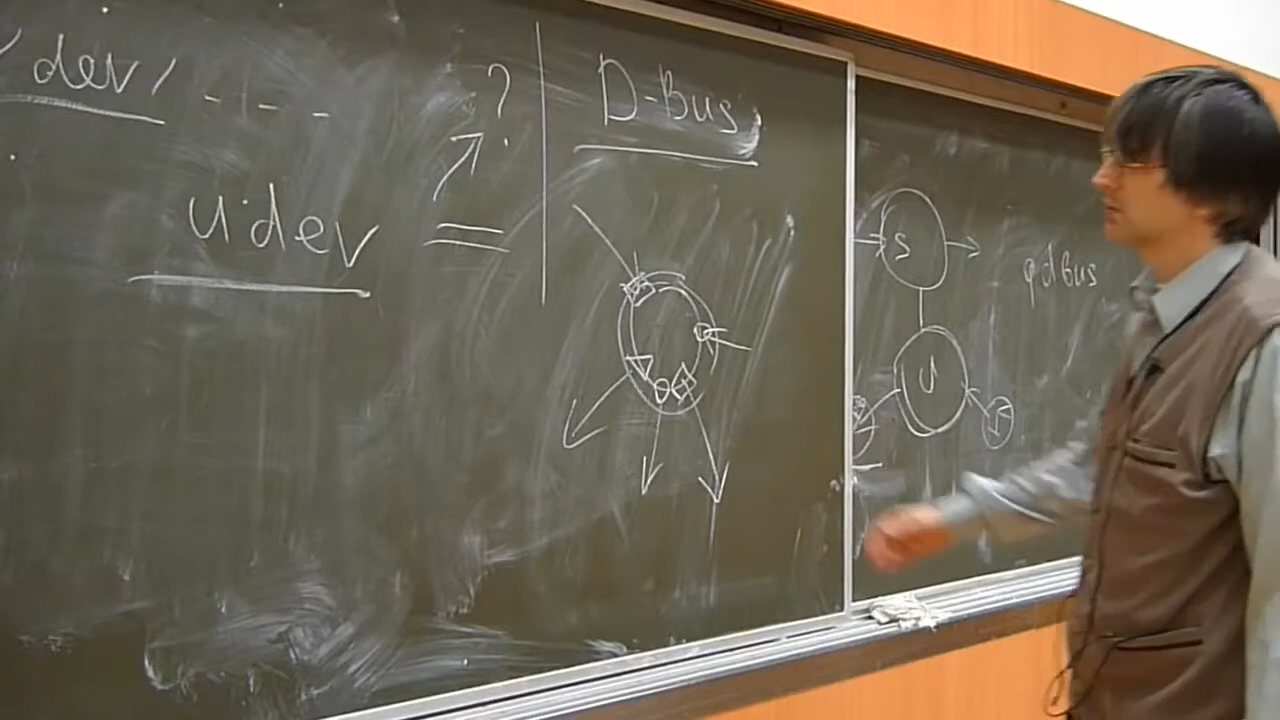 /dev/ - - -
udev = ?
D-Bus
S
U
qdbus